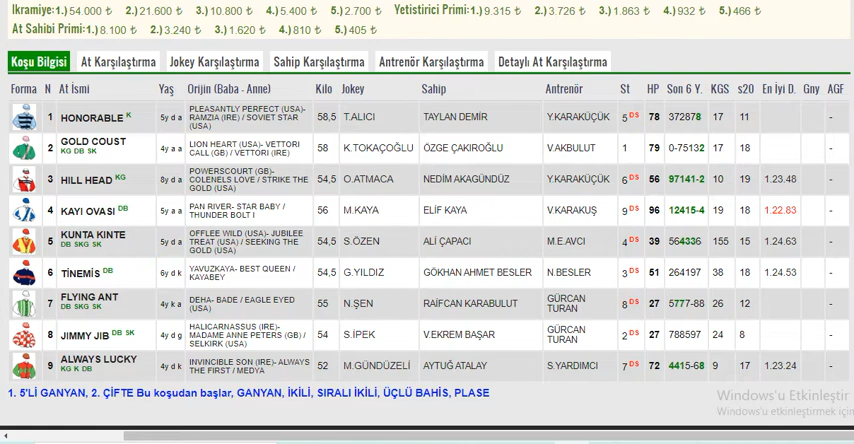 Ikramiye:1.) 54.000 ₺ 2.) 21.600 ₺ 3.) 10.800 ₺ 4.) 5.400 ₺ 5.) 2.700 ₺ Yetistirici Primi:1.) 9.315 ₺ 2.) 3.726 ₺ 3.) 1.863 ₺ 4.) 932 ₺ 5.) 466 ₺
At Sahibi Primi:1.) 8.100 ₺ 2.) 3.240 ₺ 3.) 1.620 ₺ 4.) 810 ₺ 5.) 405 ₺
Koşu Bilgisi At Karşılaştırma Jokey Karşılaştırma Sahip Karşılaştırma Antrenör Karşılaştırma Detaylı At Karşılaştırma
Forma N At İsmi Yaş Orijin (Baba - Anne) Kilo Jokey Sahip Antrenör St HP Son 6 Y. KGS s20 En İyi D. Gny AGF
1 HONORABLE K 5y d a PLEASANTLY PERFECT (USA)- RAMZIA (IRE) / SOVIET STAR (USA) 58,5 T.ALICI TAYLAN DEMİR Y.KARAKÜÇÜK 5 DS 78 372878 17 11 -
2 GOLD COUST KG DB SK 4y a a LION HEART (USA)- VETTORI CALL (GB) / VETTORI (IRE) 58 K.TOKAÇOĞLU ÖZGE ÇAKIROĞLU V.AKBULUT 1 79 0-75132 17 18 -
3 HILL HEAD KG 8y d a POWERSCOURT (GB)- COLENELS LOVE / STRIKE THE GOLD (USA) 54,5 O.ATMACA NEDİM AKAGÜNDÜZ Y.KARAKÜÇÜK 6 DS 56 97141-2 10 19 1.23.48 -
4 KAYI OVASI DB 5y a a PAN RIVER- STAR BABY / THUNDER BOLT I 56 M.KAYA ELİF KAYA V.KARAKUŞ 9 DS 96 12415-4 19 18 1.22.83 -
5 KUNTA KINTE DB SKG SK 5y d a OFFLEE WILD (USA)- JUBILEE TREAT (USA) / SEEKING THE GOLD (USA) 54,5 S.ÖZEN ALİ ÇAPACI M.E.AVCI 4 DS 39 564336 155 15 1.24.63 -
6 TİNEMİS DB 6y d k YAVUZKAYA- BEST QUEEN / KAYABEY 54,5 G.YILDIZ GÖKHAN AHMET BESLER N.BESLER 3 DS 51 264197 38 18 1.24.53 -
7 FLYING ANT DB SKG SK 4y k a DEHA- BADE / EAGLE EYED (USA) 55 N.ŞEN RAİFCAN KARABULUT GÜRCAN TURAN 8 DS 27 5777-88 26 12 -
8 JIMMY JIB DB SK 4y d g HALICARNASSUS (IRE)- MADAME ANNE PETERS (GB) / SELKIRK (USA) 54 S.İPEK V.EKREM BAŞAR GÜRCAN TURAN 2 DS 27 788597 24 8 -
9 ALWAYS LUCKY KG K DB 4y d k INVINCIBLE SON (IRE)- ALWAYS THE FIRST / MEDYA 52 M.GÜNDÜZELİ AYTUĞ ATALAY S.YARDIMCI 7 DS 72 4415-68 9 17 1.23.24 -
1. 5'Lİ GANYAN, 2. ÇİFTE Bu koşudan başlar, GANYAN, İKİLİ, SIRALI İKİLİ, ÜÇLÜ BAHİS, PLASE
Windows'u Etkinleştir
Windows'u etkinleştirmek için